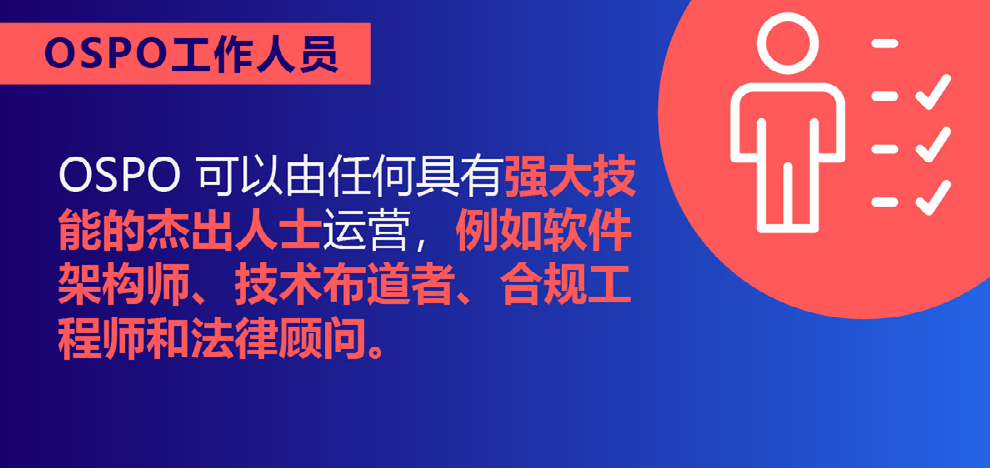 OSPO工作人员
OSPO 可以由任何具有强大技
能的杰出人士运营，例如软件
架构师、技术布道者、合规工
程师和法律顾问。